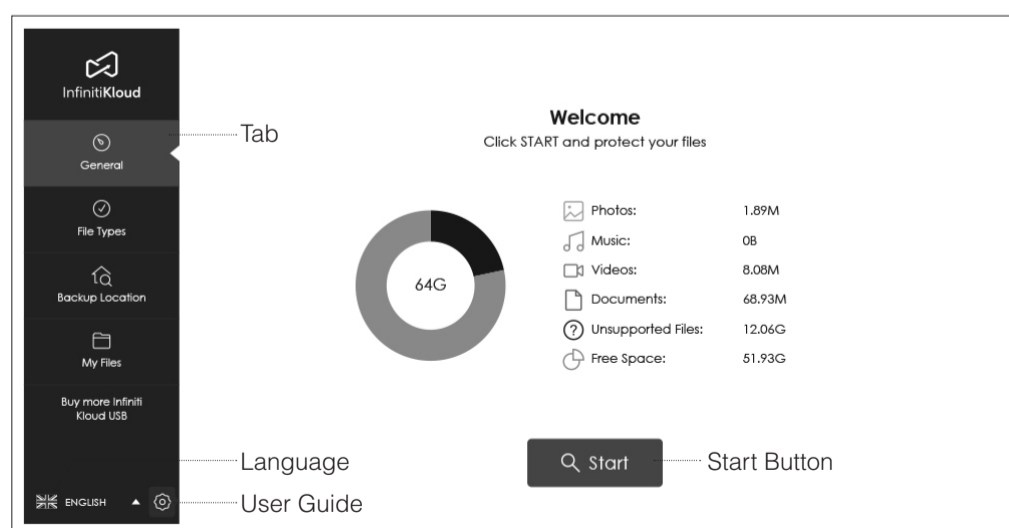 InfinitiKloud
General
File Types
Backup Location
My Files
Buy more Infiniti
Kloud USB
ENGLISH
Tab
Language
User Guide
Welcome
Click START and protect your files
64G
Photos: 1.89M
Music: 0B
Videos: 8.08M
Documents: 68.93M
? Unsupported Files: 12.06G
Free Space: 51.93G
Start
Start Button